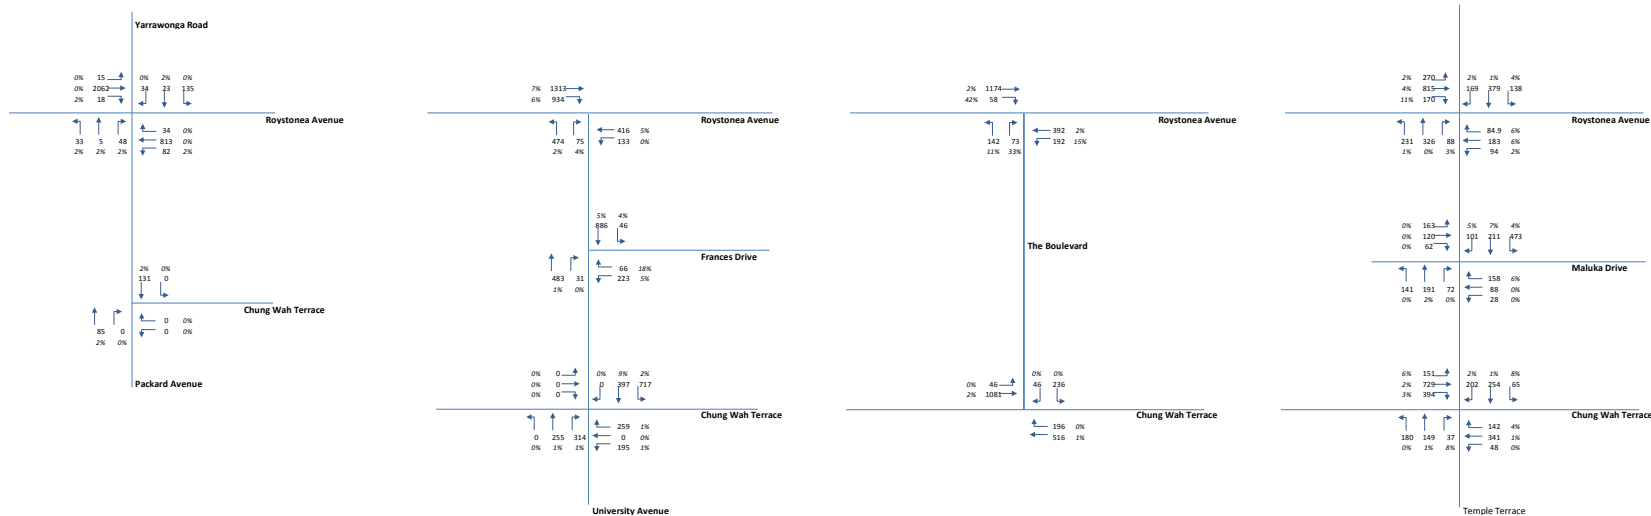 Yarrawonga Road
0% 15 0% 2% 0%
0% 2062 34 23 135
2% 18
Roystonea Avenue
34 0%
33 5 48 813 0%
2% 2% 2% 82 2%
2% 0%
131 0
Chung Wah Terrace
0 0%
85 0 0 0%
2% 0%
Packard Avenue
7% 1313
6% 934
Roystonea Avenue
416 5%
474 75 133 0%
2% 4%
5% 4%
886 46
Frances Drive
66 18%
483 31 223 5%
1% 0%
0% 0 0% 9% 2%
0% 0 0 397 717
0% 0
Chung Wah Terrace
259 1%
0 255 314 0 0%
0% 1% 1% 195 1%
University Avenue
2% 1174
42% 58
Roystonea Avenue
392 2%
142 73 192 15%
11% 33%
The Boulevard
0% 0%
0% 46 46 236
2% 1081
Chung Wah Terrace
196 0%
516 1%
2% 270 2% 1% 4%
4% 815 169 379 138
11% 170
Roystonea Avenue
84.9 6%
231 326 88 183 6%
1% 0% 3% 94 2%
0% 163 5% 7% 4%
0% 120 101 211 473
0% 62
Maluka Drive
158 6%
141 191 72 88 0%
0% 2% 0% 28 0%
6% 151 2% 1% 8%
2% 729 202 254 65
3% 394
Chung Wah Terrace
142 4%
180 149 37 341 1%
0% 1% 8% 48 0%
Temple Terrace